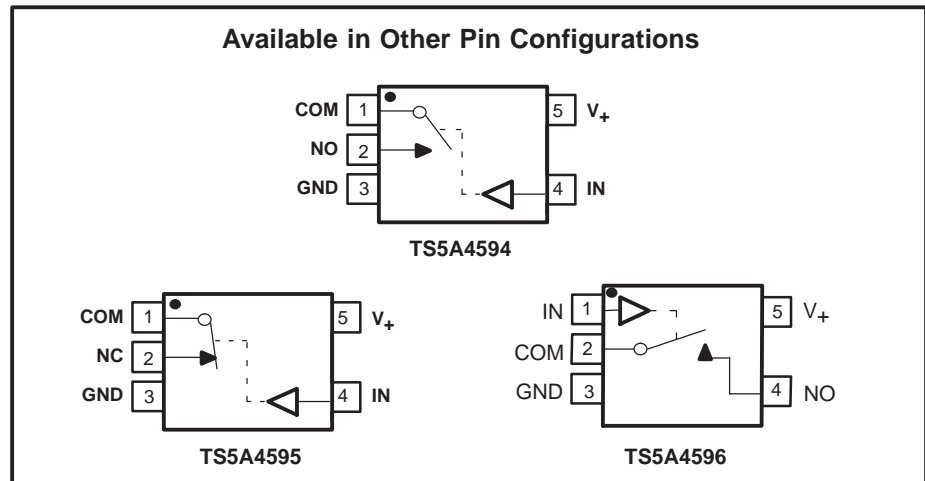 Available in Other Pin Configurations
COM 1 5 V+
NO 2
GND 3 4 IN
TS5A4594
COM 1 5 V+
NC 2
GND 3 4 IN
TS5A4595
IN 1 5 V+
COM 2
GND 3 4 NO
TS5A4596